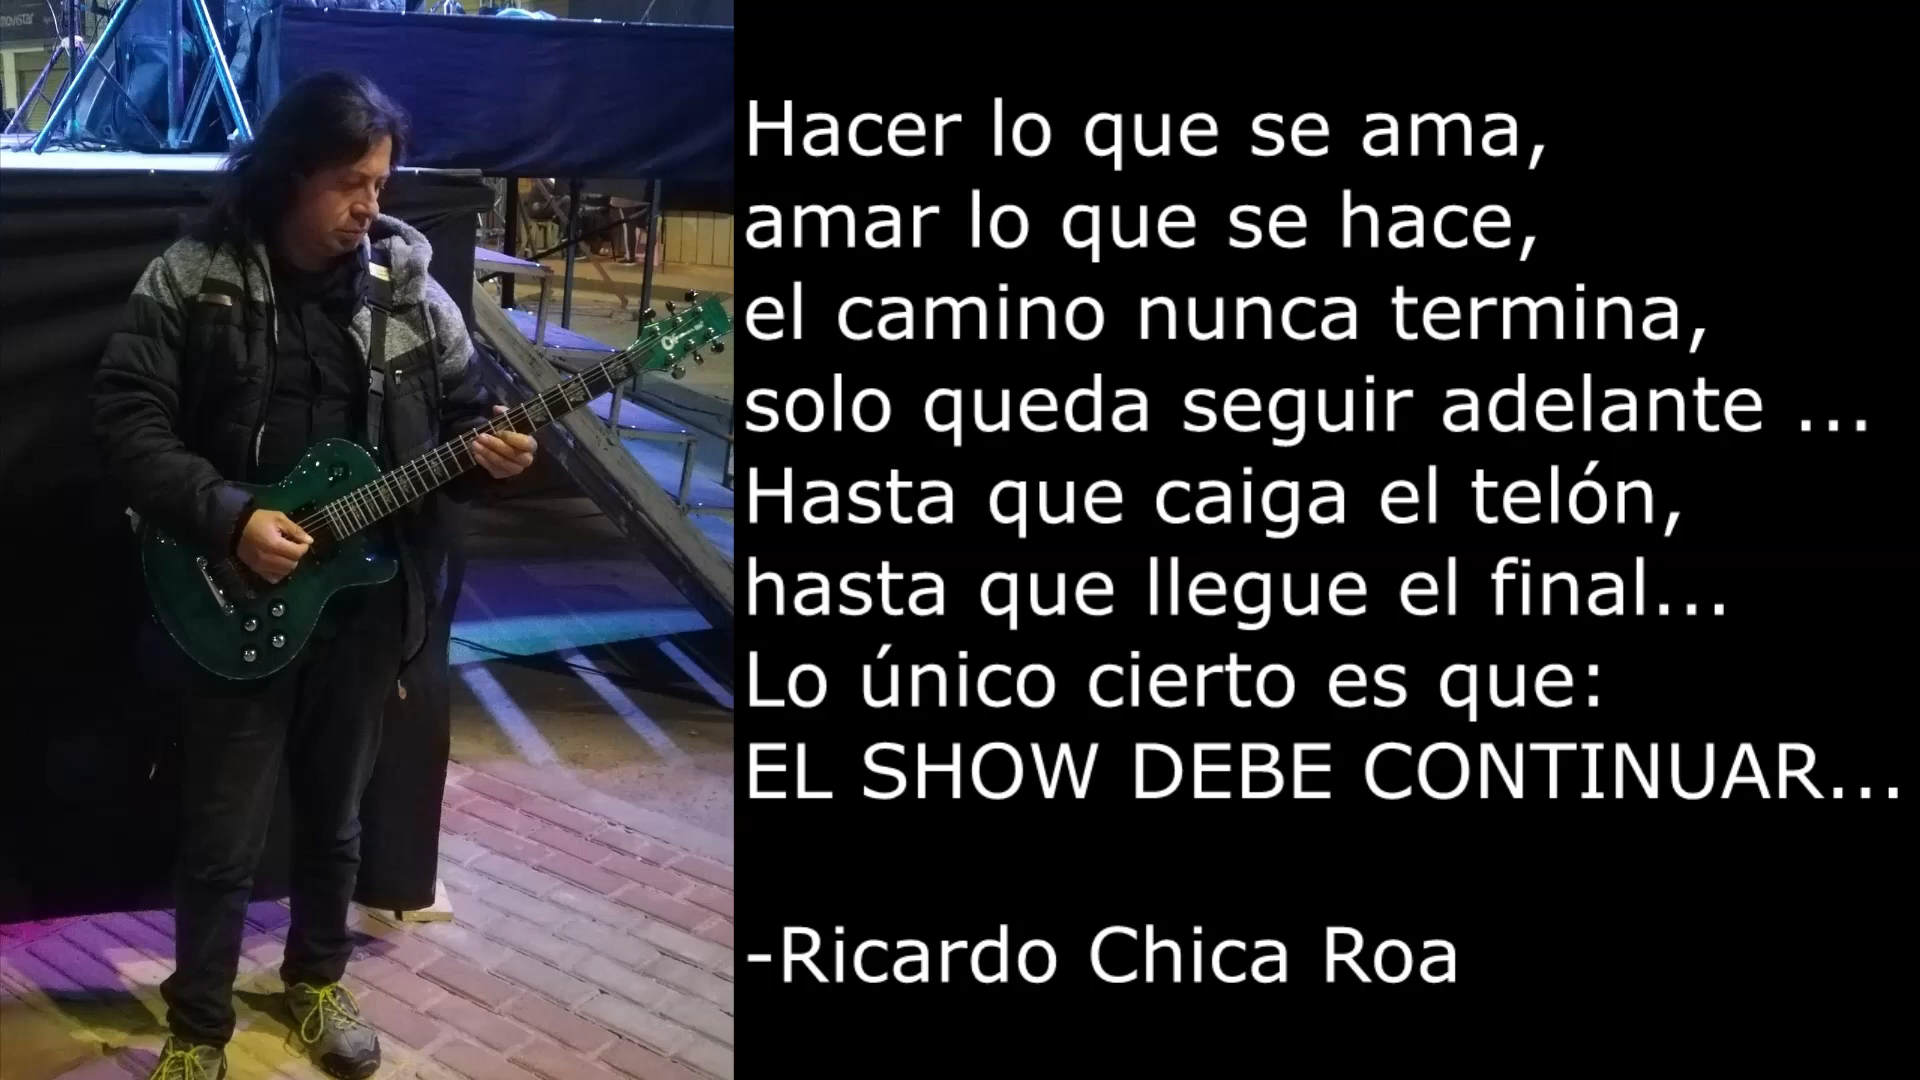 movistar
Hacer lo que se ama,
amar lo que se hace,
el camino nunca termina,
solo queda seguir adelante ...
Hasta que caiga el telón,
hasta que llegue el final...
Lo único cierto es que:
EL SHOW DEBE CONTINUAR...
-Ricardo Chica Roa